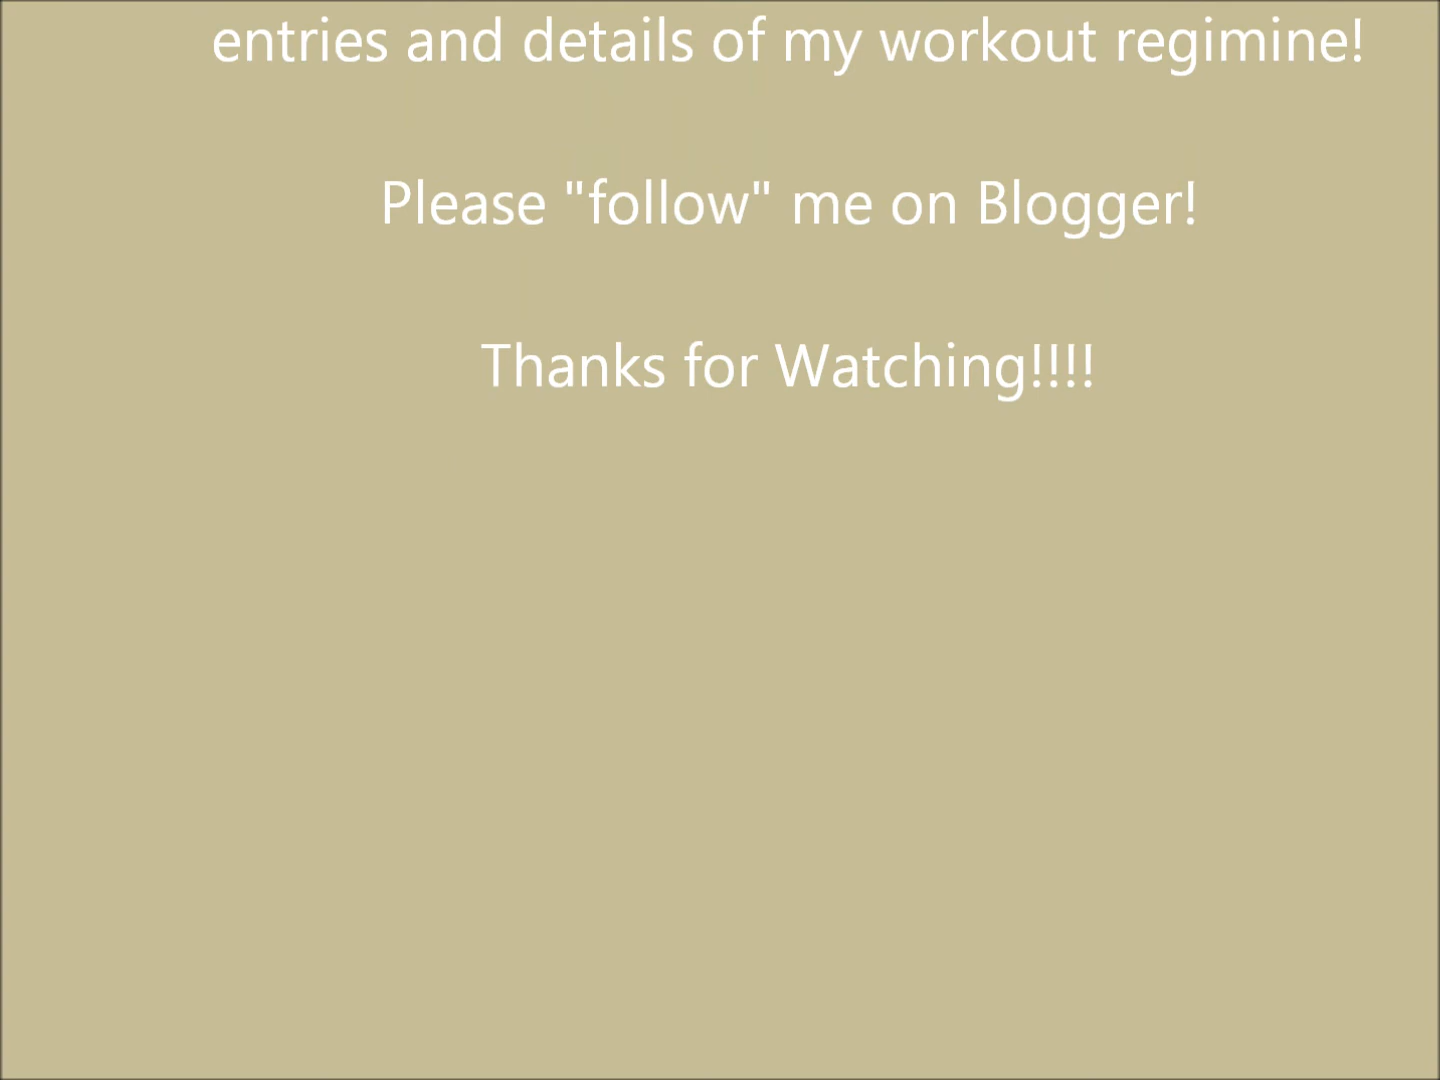 entries and details of my workout regimine!
Please "follow" me on Blogger!
Thanks for Watching!!!!